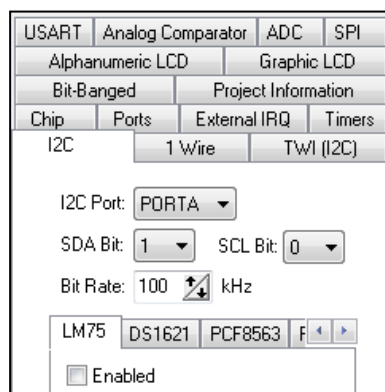 USART Analog Comparator ADC SPI
Alphanumeric LCD Graphic LCD
Bit-Banged Project Information
Chip Ports External IRQ Timers
I2C 1 Wire TWI (I2C)
I2C Port: PORTA
SDA Bit: 1 SCL Bit: 0
Bit Rate: 100 kHz
LM75 DS1621 PCF8563
Enabled